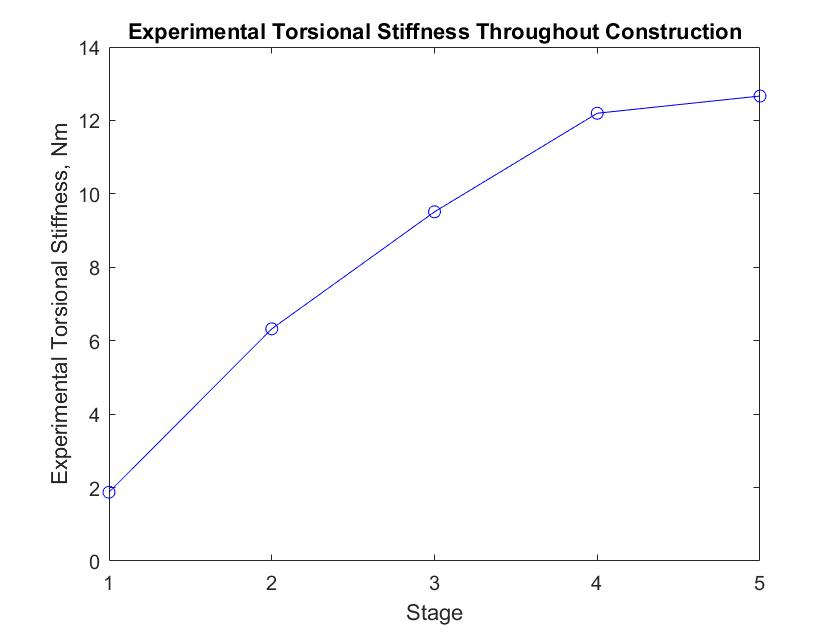 Experimental Torsional Stiffness Throughout Construction
Experimental Torsional Stiffness, Nm
14
12
10
8
6
4
2
0
1 2 3 4 5
Stage